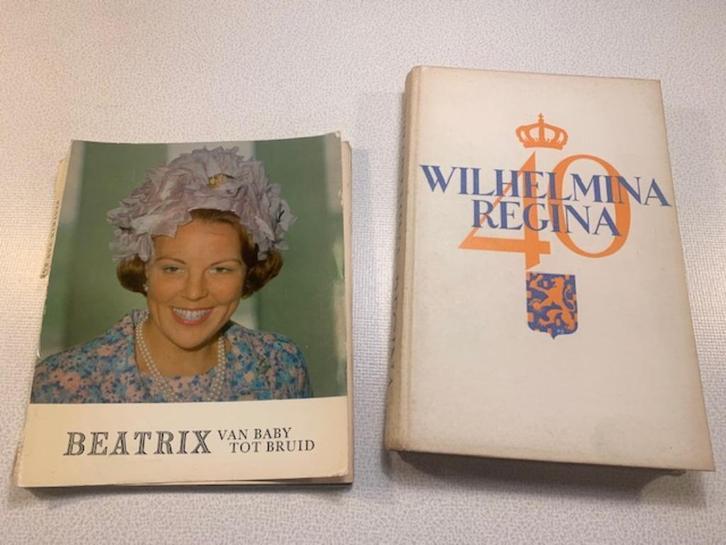 BEATRIX VAN BABY
TOT BRUID
WILHELMINA
REGINA
40